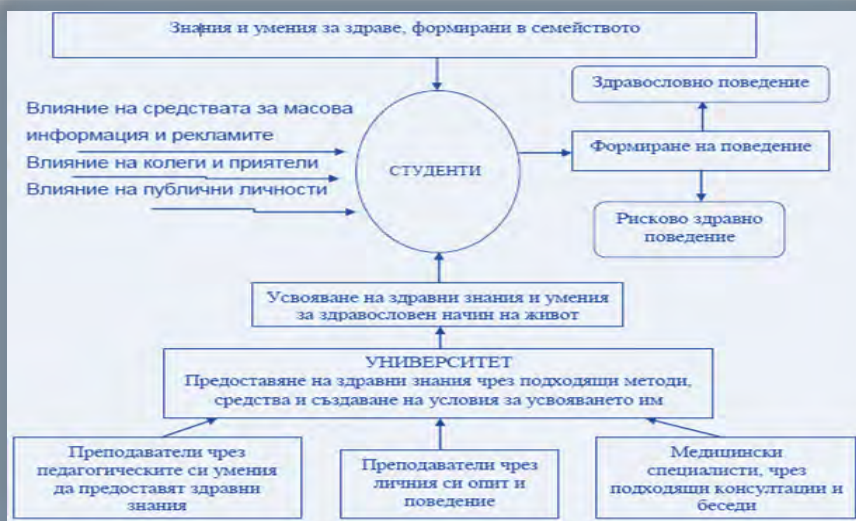 Знания и умения за здраве, формирани в семейството
Здравословно поведение
Влияние на средствата за масова
информация и рекламите
Влияние на колеги и приятели
Влияние на публични личности
СТУДЕНТИ
Формиране на поведение
Рисково здравно
поведение
Усвояване на здравни знания и умения
за здравословен начин на живот
УНИВЕРСИТЕТ
Предоставяне на здравни знания чрез подходящи методи,
средства и създаване на условия за усвояването им
Преподаватели чрез
педагогическите си умения
да предоставят здравни
знания
Преподаватели чрез
личния си опит и
поведение
Медицински
специалисти, чрез
подходящи консултации и
беседи